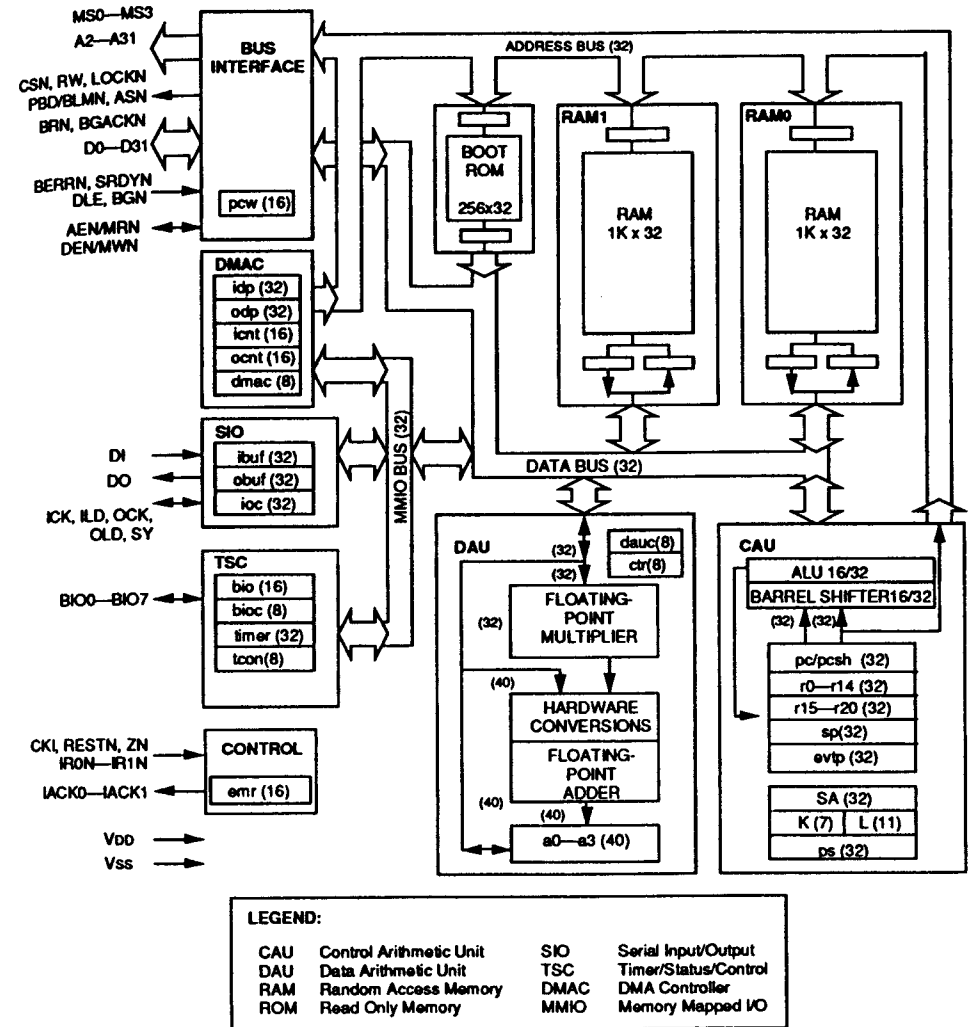 MS0—MS3
A2—A31
CSN, RW, LOCKN
PBD/BLMN, ASN
BRN, BGACKN
D0—D31
BERRN, SRDYN
DLE, BGN
AEN/MRN
DEN/MWN
BUS
INTERFACE
pcw (16)
ADDRESS BUS (32)
BOOT
ROM
256x32
RAM1
RAM
1K x 32
RAM0
RAM
1K x 32
DMAC
idp (32)
odp (32)
icnt (16)
ocnt (16)
dmac (8)
MMIO BUS (32)
DATA BUS (32)
DI
DO
ICK, ILD, OCK,
OLD, SY
SIO
ibuf (32)
obuf (32)
ioc (32)
BIO0—BIO7
TSC
bio (16)
bioc (8)
timer (32)
tcon(8)
CKI, RESTN, ZN
IR0N—IR1N
IACK0—IACK1
CONTROL
emr (16)
VDD
VSS
DAU
(32)
dauc(8)
ctr(8)
(32)
FLOATING-
POINT
MULTIPLIER
(32)
(40)
HARDWARE
CONVERSIONS
FLOATING-
POINT
ADDER
(40)
(40)
a0—a3 (40)
CAU
ALU 16/32
BARREL SHIFTER16/32
(32)
(32)
pc/pcsh (32)
r0—r14 (32)
r15—r20 (32)
sp(32)
evtp (32)
SA (32)
K (7)
L (11)
ps (32)
LEGEND:
CAU Control Arithmetic Unit SIO Serial Input/Output
DAU Data Arithmetic Unit TSC Timer/Status/Control
RAM Random Access Memory DMAC DMA Controller
ROM Read Only Memory MMIO Memory Mapped I/O